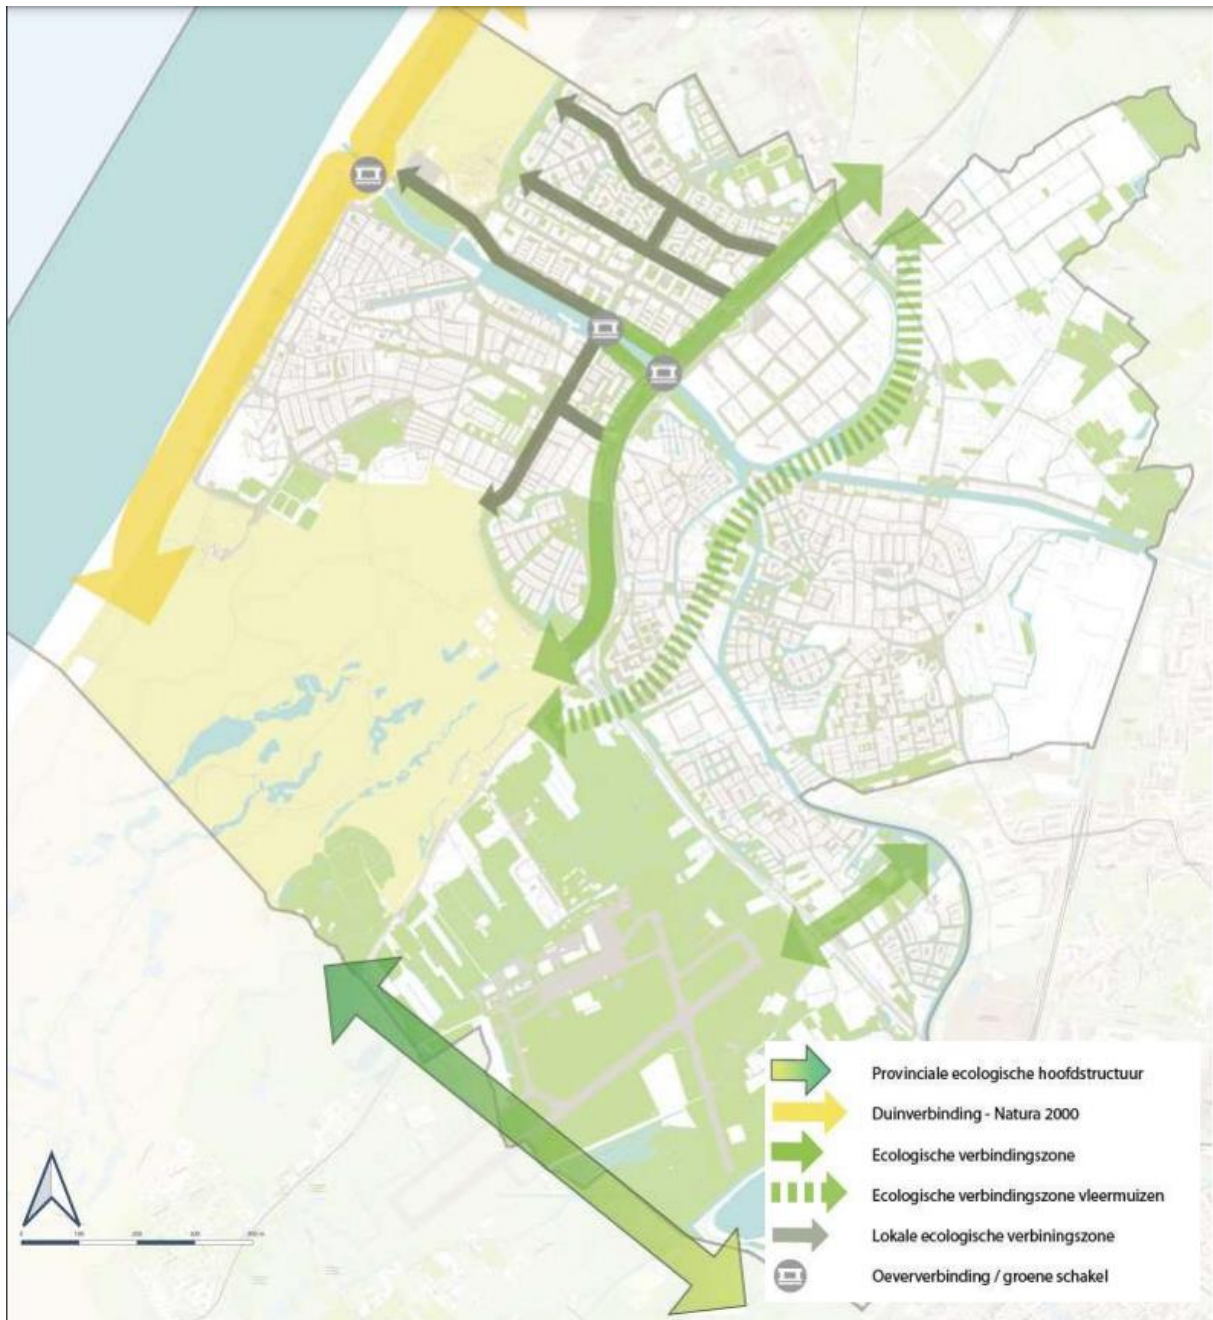 Provinciale ecologische hoofdstructuur
Duinverbinding - Natura 2000
Ecologische verbindingszone
Ecologische verbindingszone vleermuizen
Lokale ecologische verbiningszone
Oeververbinding / groene schakel